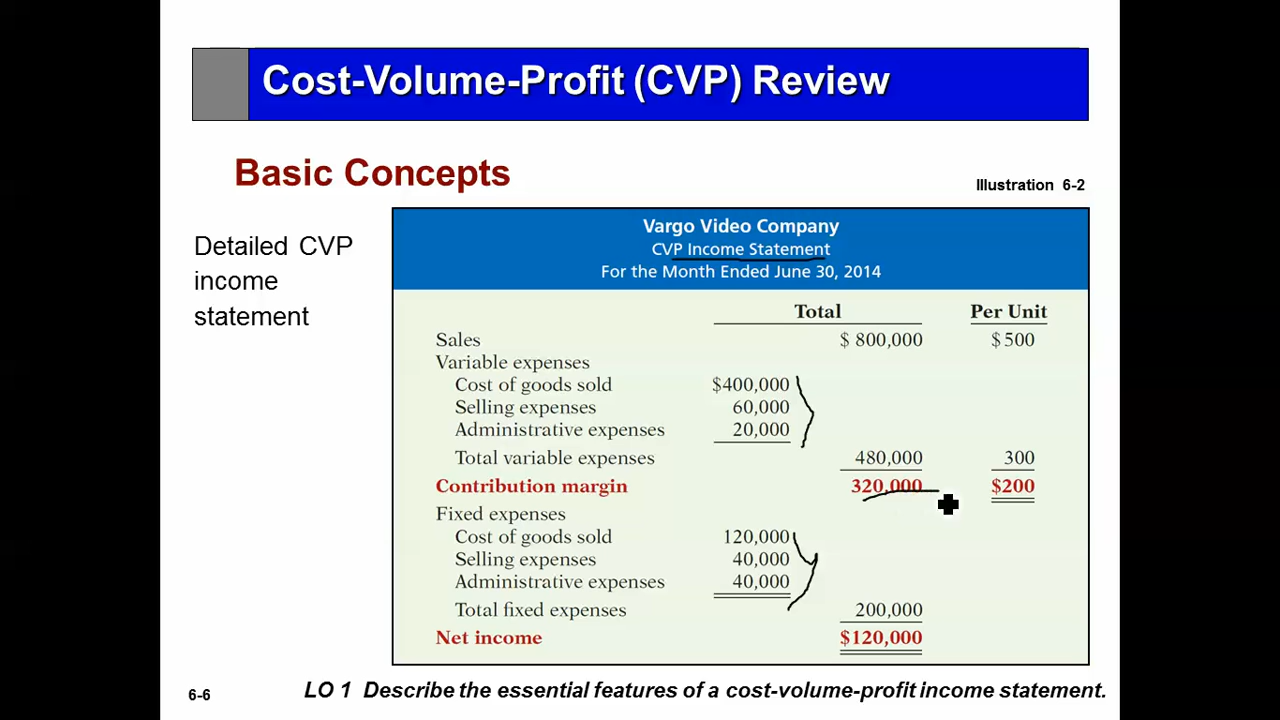 Cost-Volume-Profit (CVP) Review
Basic Concepts
Illustration 6-2
Detailed CVP
income
statement
Vargo Video Company
CVP Income Statement
For the Month Ended June 30, 2014
Total Per Unit
Sales $ 800,000 $ 500
Variable expenses
Cost of goods sold $400,000
Selling expenses 60,000
Administrative expenses 20,000
Total variable expenses 480,000 300
Contribution margin 320,000 $200
Fixed expenses
Cost of goods sold 120,000
Selling expenses 40,000
Administrative expenses 40,000
Total fixed expenses 200,000
Net income $120,000
6-6
LO 1 Describe the essential features of a cost-volume-profit income statement.